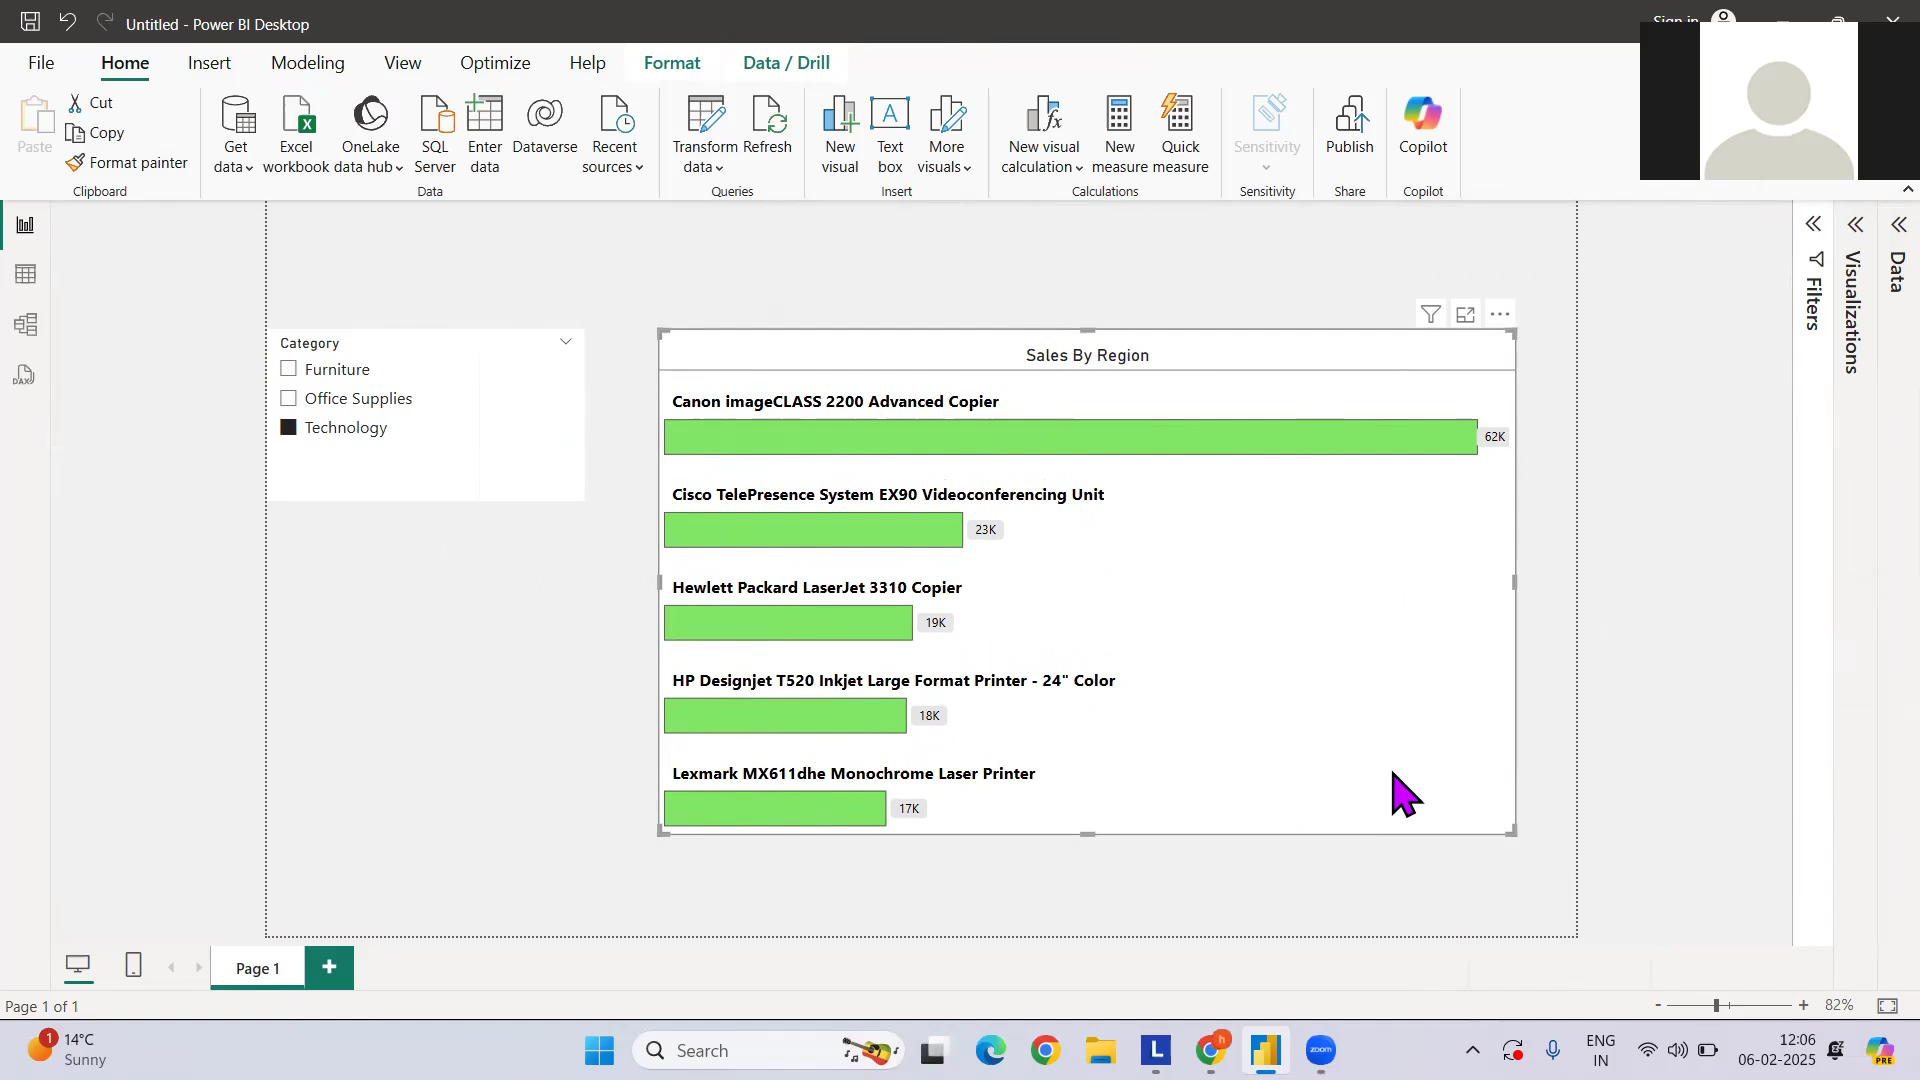 Untitled - Power BI Desktop
Sign in
File Home Insert Modeling View Optimize Help Format Data / Drill
Paste
Cut
Copy
Format painter
Clipboard
Get data
Excel workbook
OneLake data hub
SQL Server
Enter data
Dataverse
Recent sources
Data
Transform data
Refresh
Queries
New visual
Text box
More visuals
Insert
New visual calculation
New measure
Quick measure
Calculations
Sensitivity
Sensitivity
Publish
Share
Copilot
Copilot
Category
Furniture
Office Supplies
Technology
Sales By Region
Canon imageCLASS 2200 Advanced Copier
62K
Cisco TelePresence System EX90 Videoconferencing Unit
23K
Hewlett Packard LaserJet 3310 Copier
19K
HP Designjet T520 Inkjet Large Format Printer - 24" Color
18K
Lexmark MX611dhe Monochrome Laser Printer
17K
Filters
Visualizations
Data
DAX
Page 1
Page 1 of 1
- + 82%
1
14°C
Sunny
Search
L
h
zoom
ENG
IN
12:06
06-02-2025
PRE